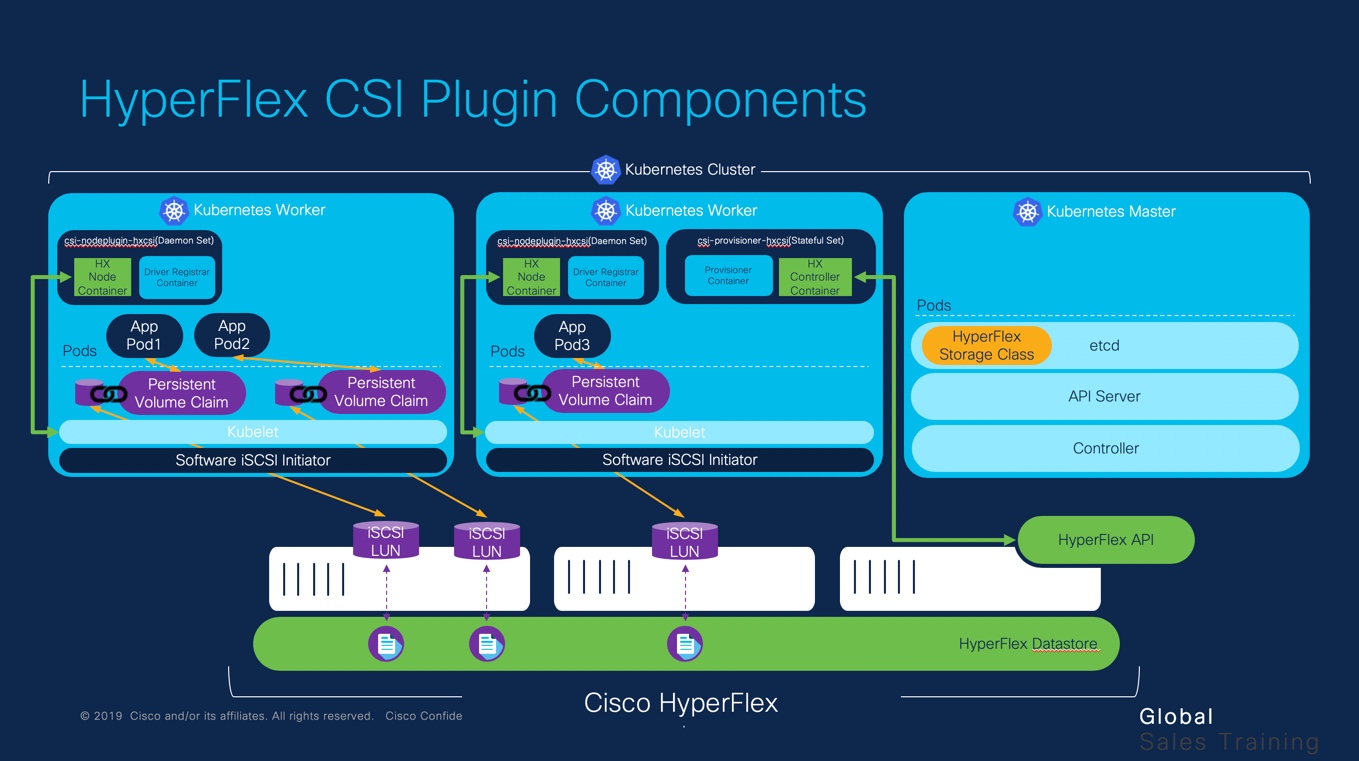 HyperFlex CSI Plugin Components
Kubernetes Cluster
Kubernetes Worker
csi-nodeplugin-hxcsi(Daemon Set)
HX
Node
Container
Driver Registrar
Container
App
Pod1
App
Pod2
Pods
Persistent
Volume Claim
Persistent
Volume Claim
Kubelet
Software iSCSI Initiator
Kubernetes Worker
csi-nodeplugin-hxcsi(Daemon Set)
HX
Node
Container
Driver Registrar
Container
csi-provisioner-hxcsi(Stateful Set)
Provisioner
Container
HX
Controller
Container
App
Pod3
Pods
Persistent
Volume Claim
Kubelet
Software iSCSI Initiator
Kubernetes Master
Pods
HyperFlex
Storage Class
etcd
API Server
Controller
iSCSI
LUN
iSCSI
LUN
iSCSI
LUN
HyperFlex API
HyperFlex Datastore
Cisco HyperFlex
© 2019 Cisco and/or its affiliates. All rights reserved. Cisco Confide
Global
Sales Training